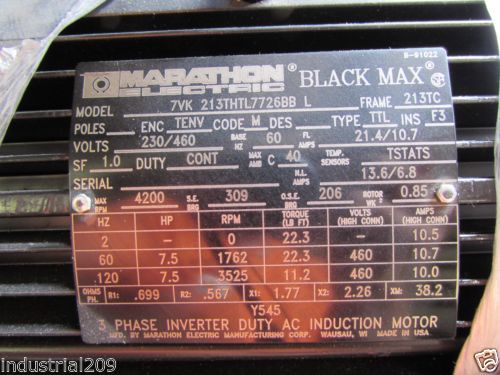 B-91022
MARATHON ELECTRIC ® BLACK MAX ®
MODEL 7VK 213THTL7726BB L FRAME 213TC
POLES — ENC TENV CODE M DES — TYPE TTL INS F3
VOLTS 230/460 BASE HZ 60 FL AMPS 21.4/10.7
SF 1.0 DUTY CONT MAX AMB C 40 TEMP. SENSORS TSTATS
SERIAL N.L. AMPS 13.6/6.8
MAX RPM 4200 S.E. BRG 309 O.S.E. BRG 206 ROTOR WK² 0.85
HZ HP RPM TORQUE (LB FT) VOLTS (HIGH CONN) AMPS (HIGH CONN)
2 — 0 22.3 — 10.5
60 7.5 1762 22.3 460 10.7
120 7.5 3525 11.2 460 10.0
OHMS PH. R1: .699 R2: .567 X1: 1.77 X2: 2.26 XM: 38.2
Y545
3 PHASE INVERTER DUTY AC INDUCTION MOTOR
MFG. BY MARATHON ELECTRIC MANUFACTURING CORP. WAUSAU, WI MADE IN USA
industrial209